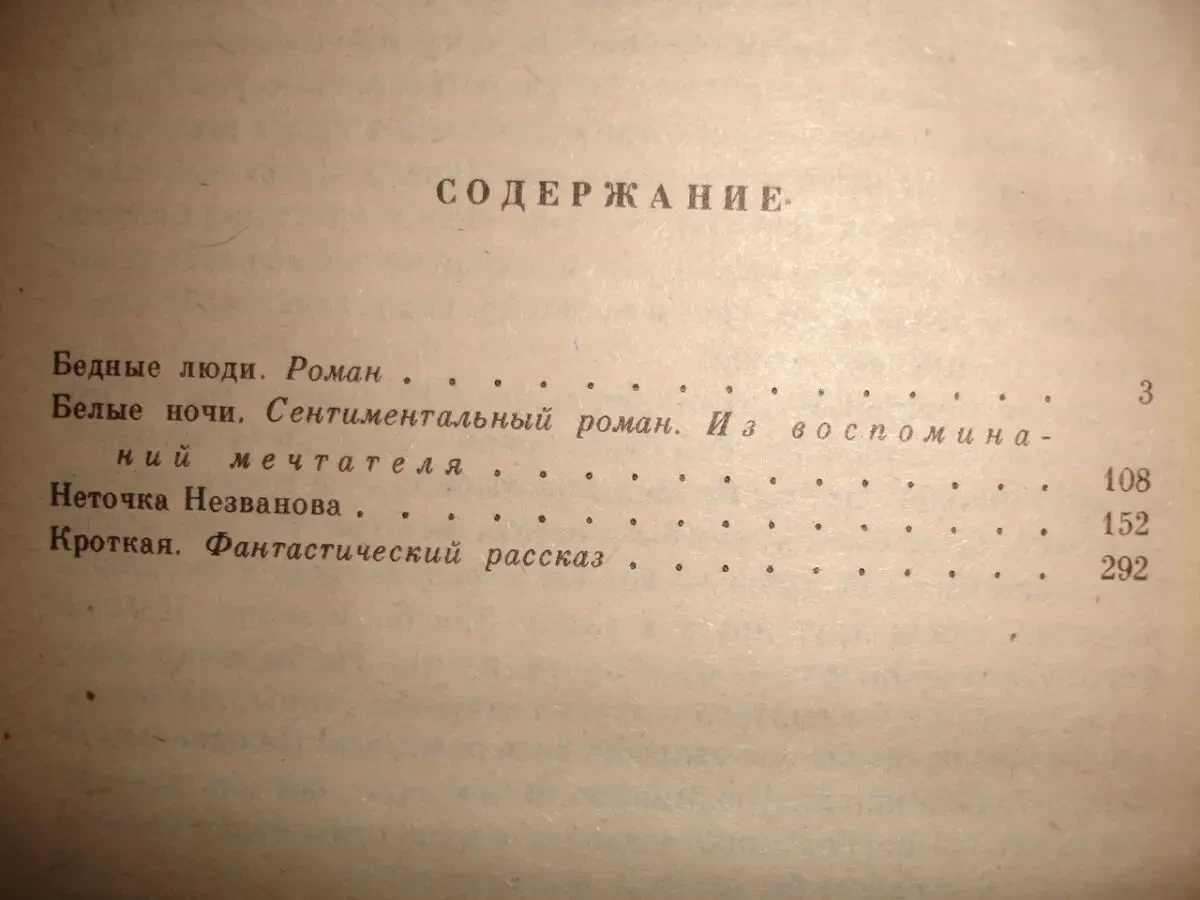 СОДЕРЖАНИЕ
Бедные люди. Роман . . . . . . . . . . . . . . . 3
Белые ночи. Сентиментальный роман. Из воспомина-
ний мечтателя . . . . . . . . . . . . . 108
Неточка Незванова . . . . . . . . . . . . . . . . 152
Кроткая. Фантастический рассказ . . . . . . . . . . 292